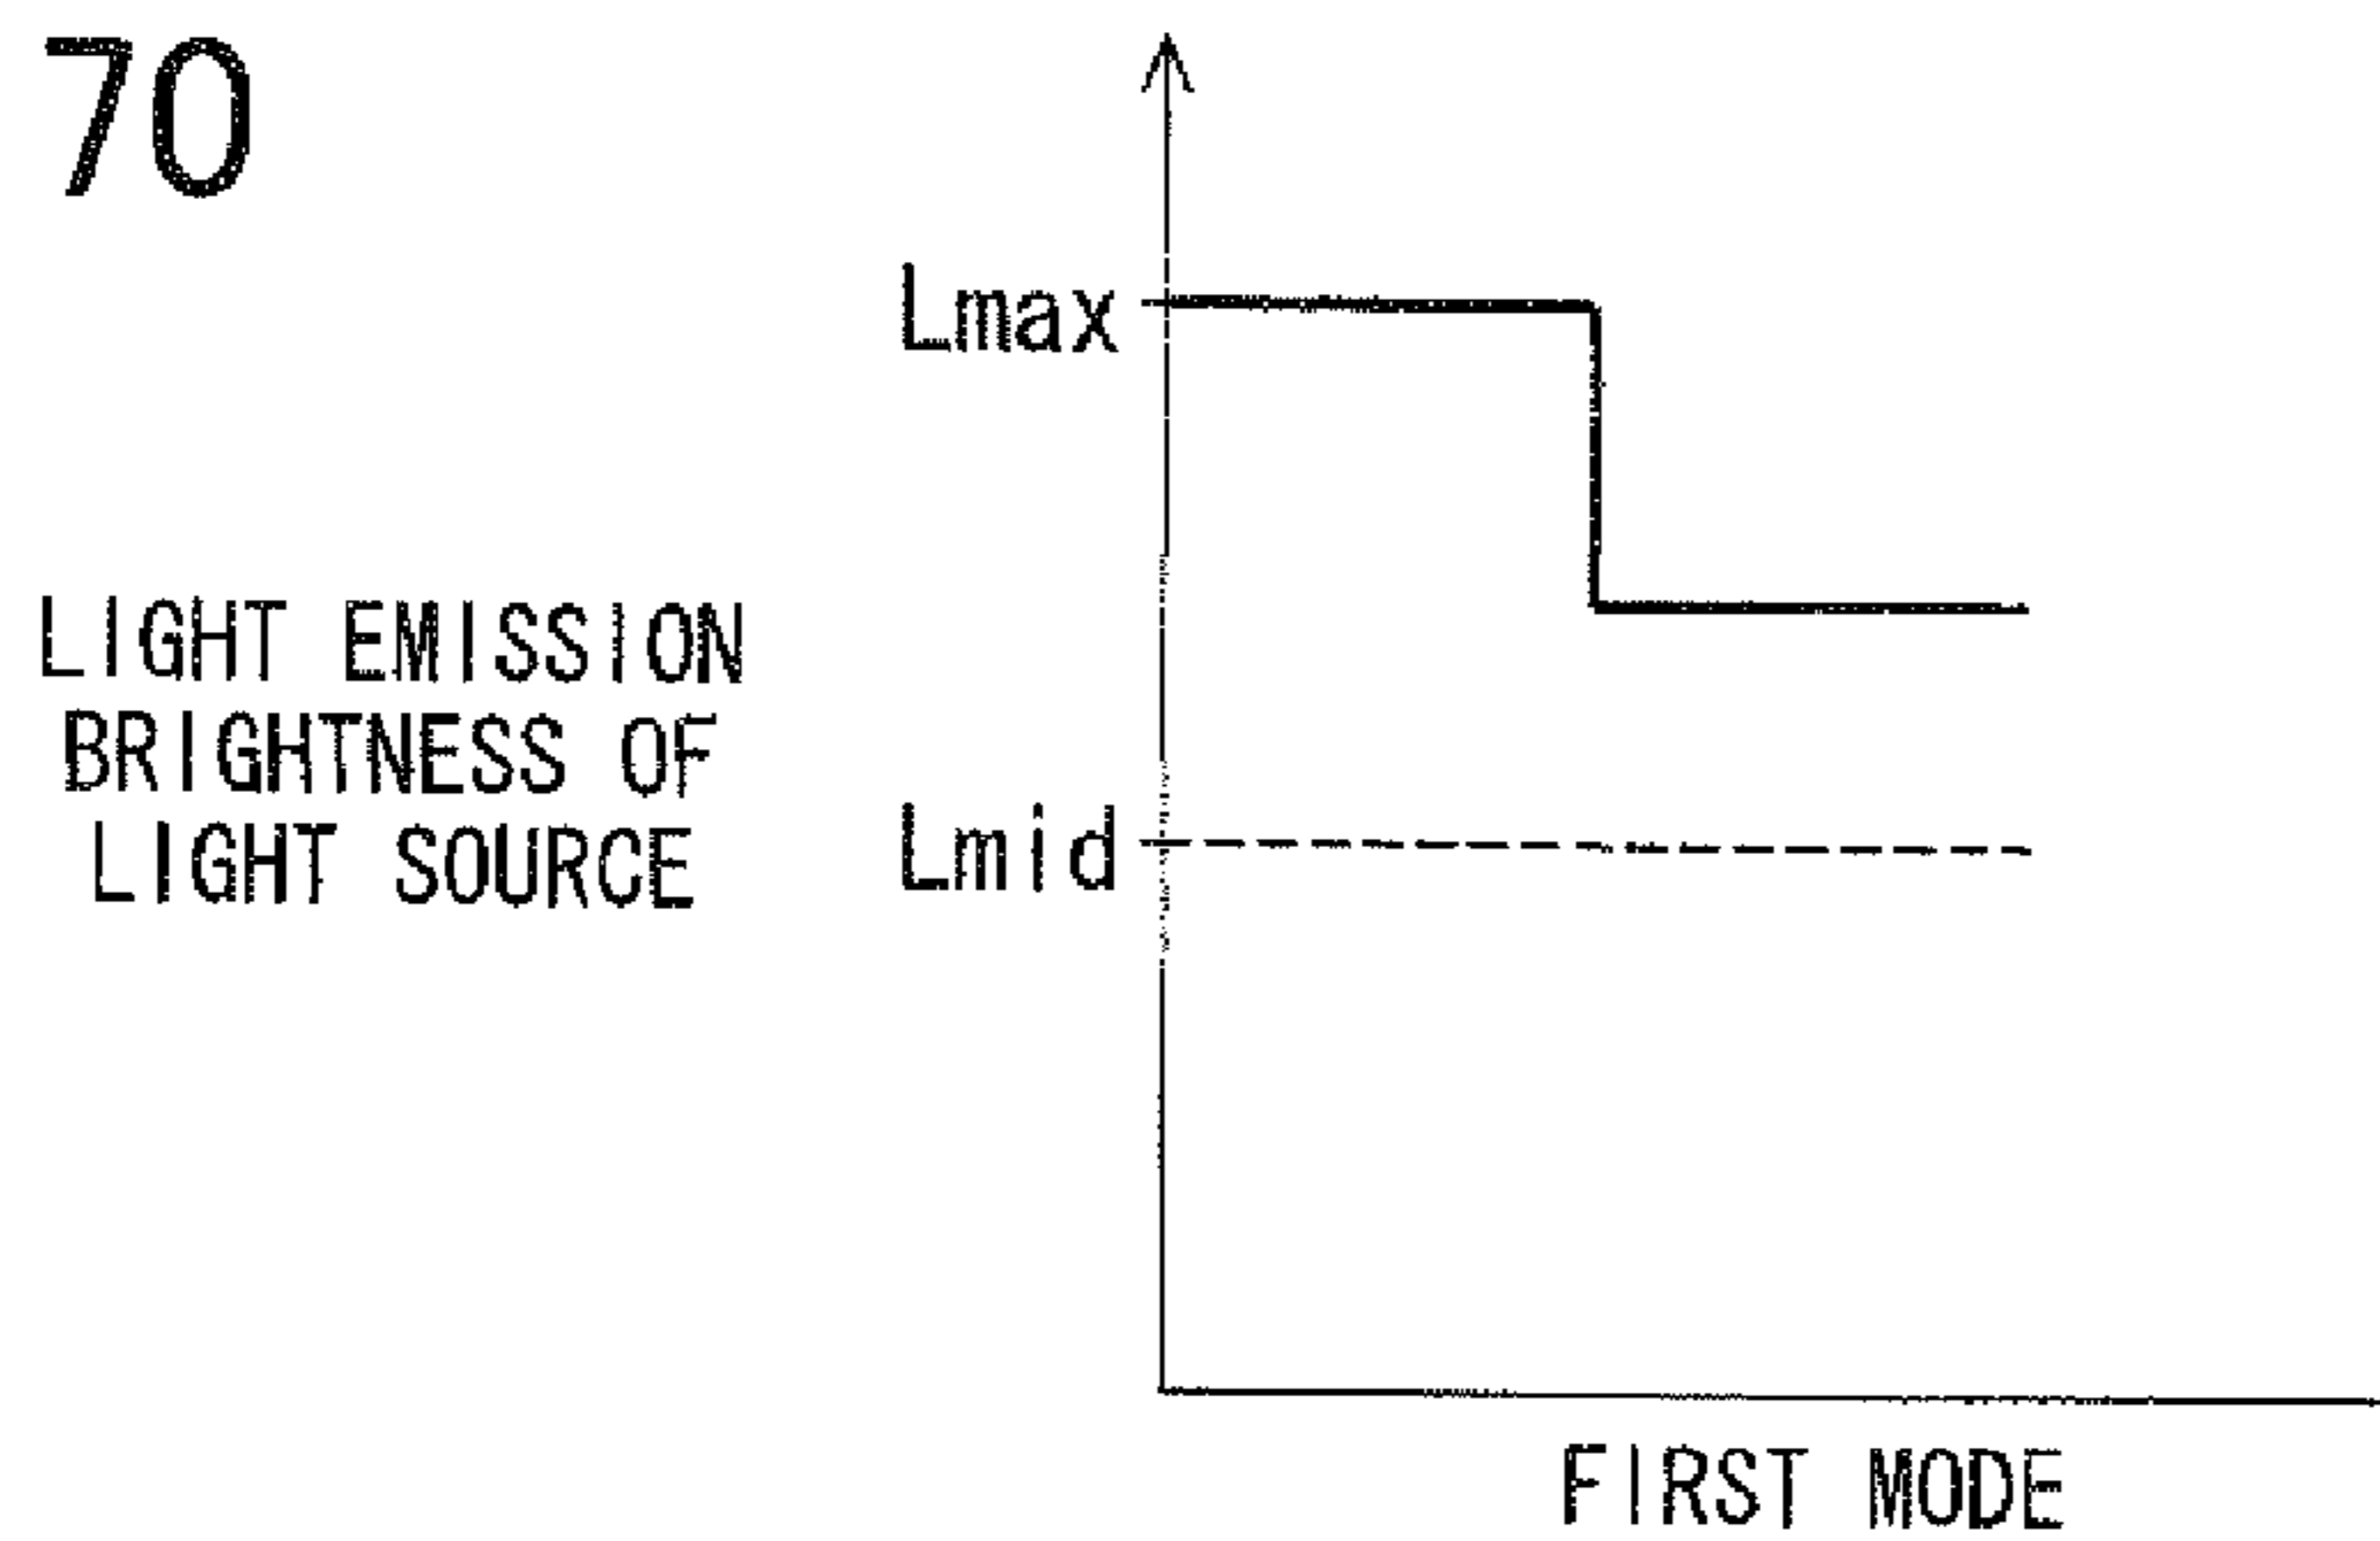 70
Lmax
LIGHT EMISSION
BRIGHTNESS OF
LIGHT SOURCE
Lmid
FIRST MODE